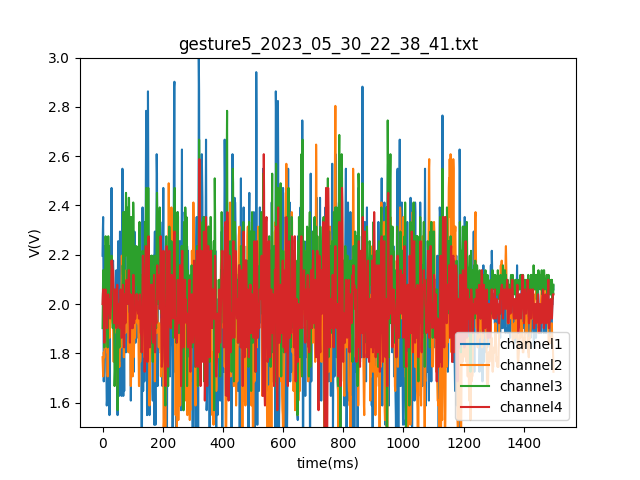 gesture5_2023_05_30_22_38_41.txt
3.0
2.8
2.6
2.4
2.2
2.0
1.8
1.6
V(V)
channel1
channel2
channel3
channel4
0 200 400 600 800 1000 1200 1400
time(ms)